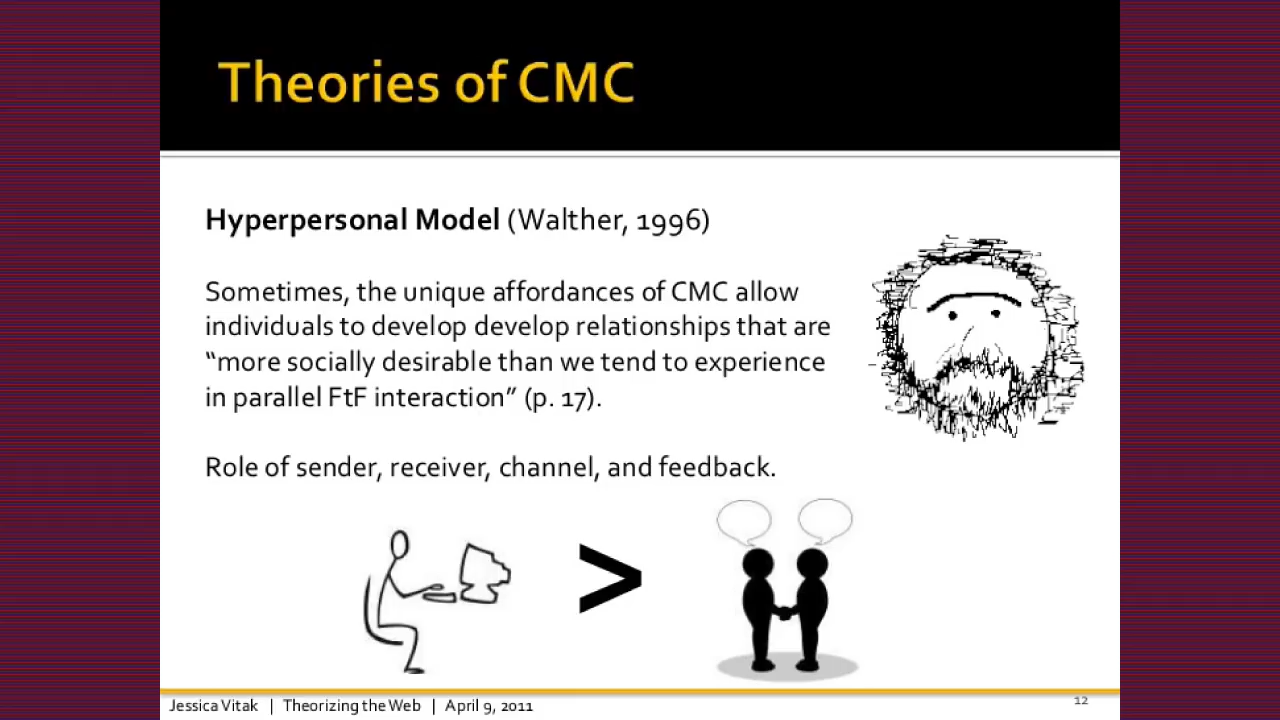 Theories of CMC
Hyperpersonal Model (Walther, 1996)
Sometimes, the unique affordances of CMC allow
individuals to develop develop relationships that are
“more socially desirable than we tend to experience
in parallel FtF interaction” (p. 17).
Role of sender, receiver, channel, and feedback.
>
Jessica Vitak | Theorizing the Web | April 9, 2011
12